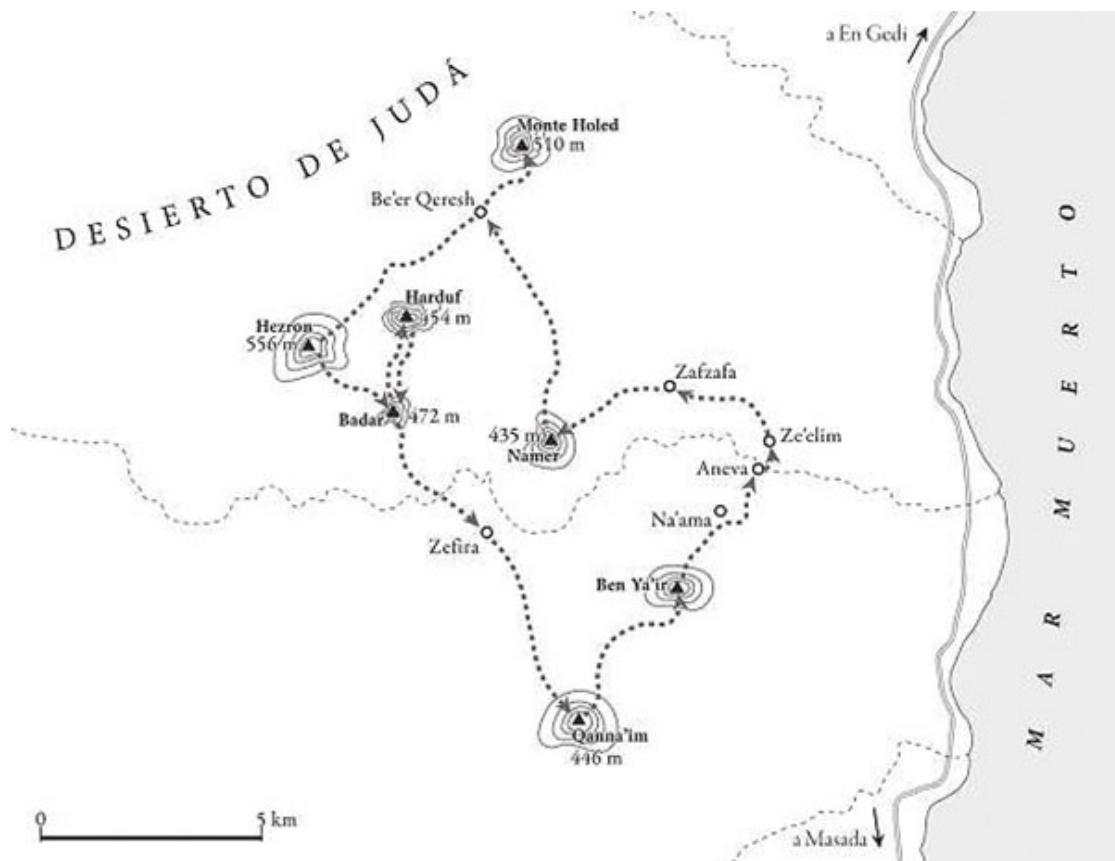 a En Gedi
DESIERTO DE JUDÁ
Monte Holed
510 m
Be'er Qeresh
Harduf
454 m
Hezron
556 m
Zafzafa
Badar
472 m
435 m
Namer
Ze'elim
Aneva
Na'ama
Zefira
Ben Ya'ir
Qanna'im
446 m
MAR MUERTO
0
5 km
a Masada